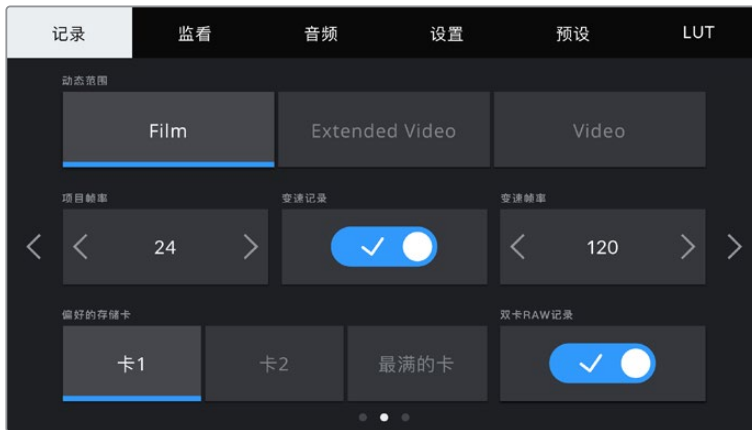 记录 监看 音频 设置 预设 LUT
动态范围
Film Extended Video Video
项目帧率 变速记录 变速帧率
24 120
偏好的存储卡 双卡RAW记录
卡1 卡2 最满的卡